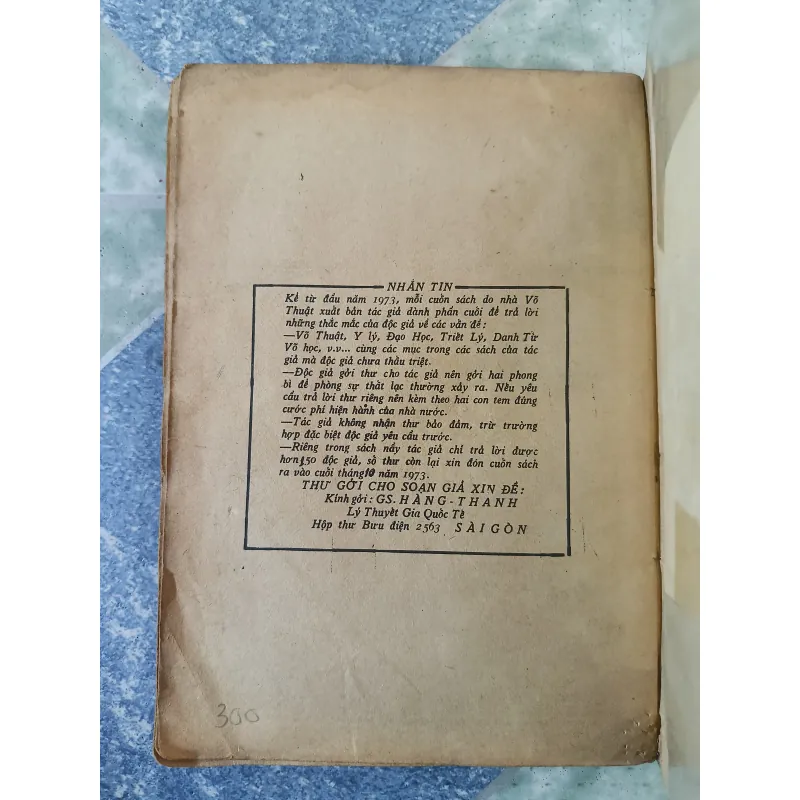 NHẮN TIN
Kể từ đầu năm 1973, mỗi cuốn sách do nhà Võ
Thuật xuất bản tác giả dành phần cuối để trả lời
những thắc mắc của độc giả về các vấn đề :
—Võ Thuật, Y lý, Đạo Học, Triết Lý, Danh Từ
Võ học, v.v... cùng các mục trong các sách của tác
giả mà độc giả chưa thấu triệt.
—Độc giả gởi thư cho tác giả nên gởi hai phong
bì để phòng sự thất lạc thường xảy ra. Nếu yêu
cầu trả lời thư riêng nên kèm theo hai con tem đúng
cước phí hiện hành của nhà nước.
—Tác giả không nhận thư bảo đảm, trừ trường
hợp đặc biệt độc giả yêu cầu trước.
—Riêng trong sách nầy tác giả chỉ trả lời được
hơn 150 độc giả, số thư còn lại xin đón cuốn sách
ra vào cuối tháng 10 năm 1973.
THƯ GỞI CHO SOẠN GIẢ XIN ĐỀ :
Kính gởi : GS. HÀNG - THANH
Lý Thuyết Gia Quốc Tế
Hộp thư Bưu điện 2563 SÀIGÒN
300